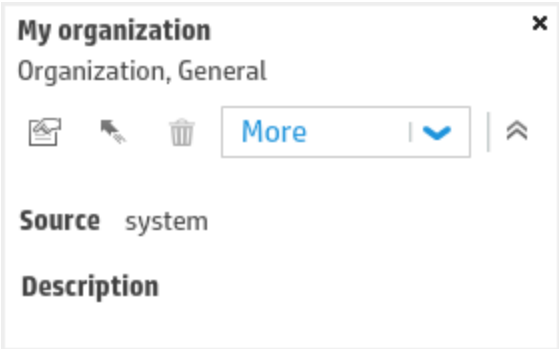 My organization
Organization, General
More
Source system
Description